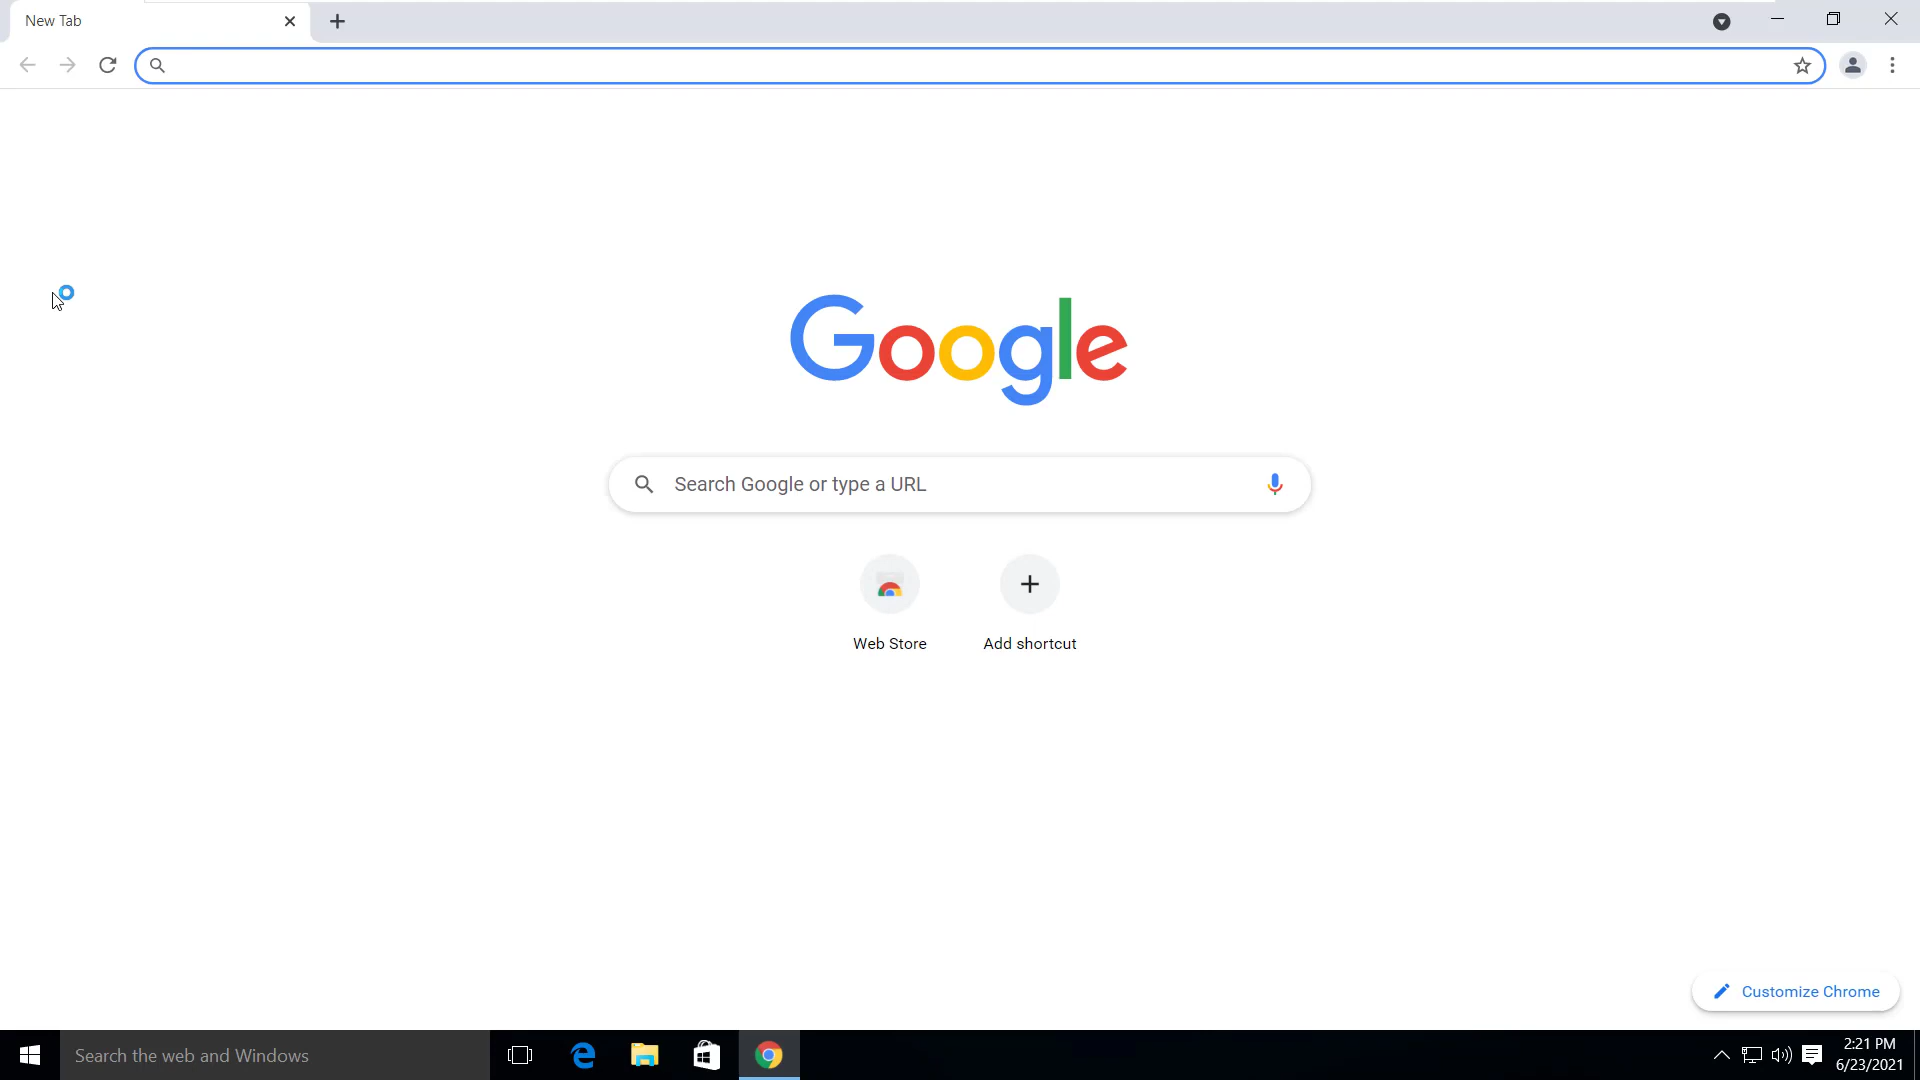 New Tab
Google
Search Google or type a URL
Web Store
Add shortcut
Customize Chrome
Search the web and Windows
2:21 PM
6/23/2021